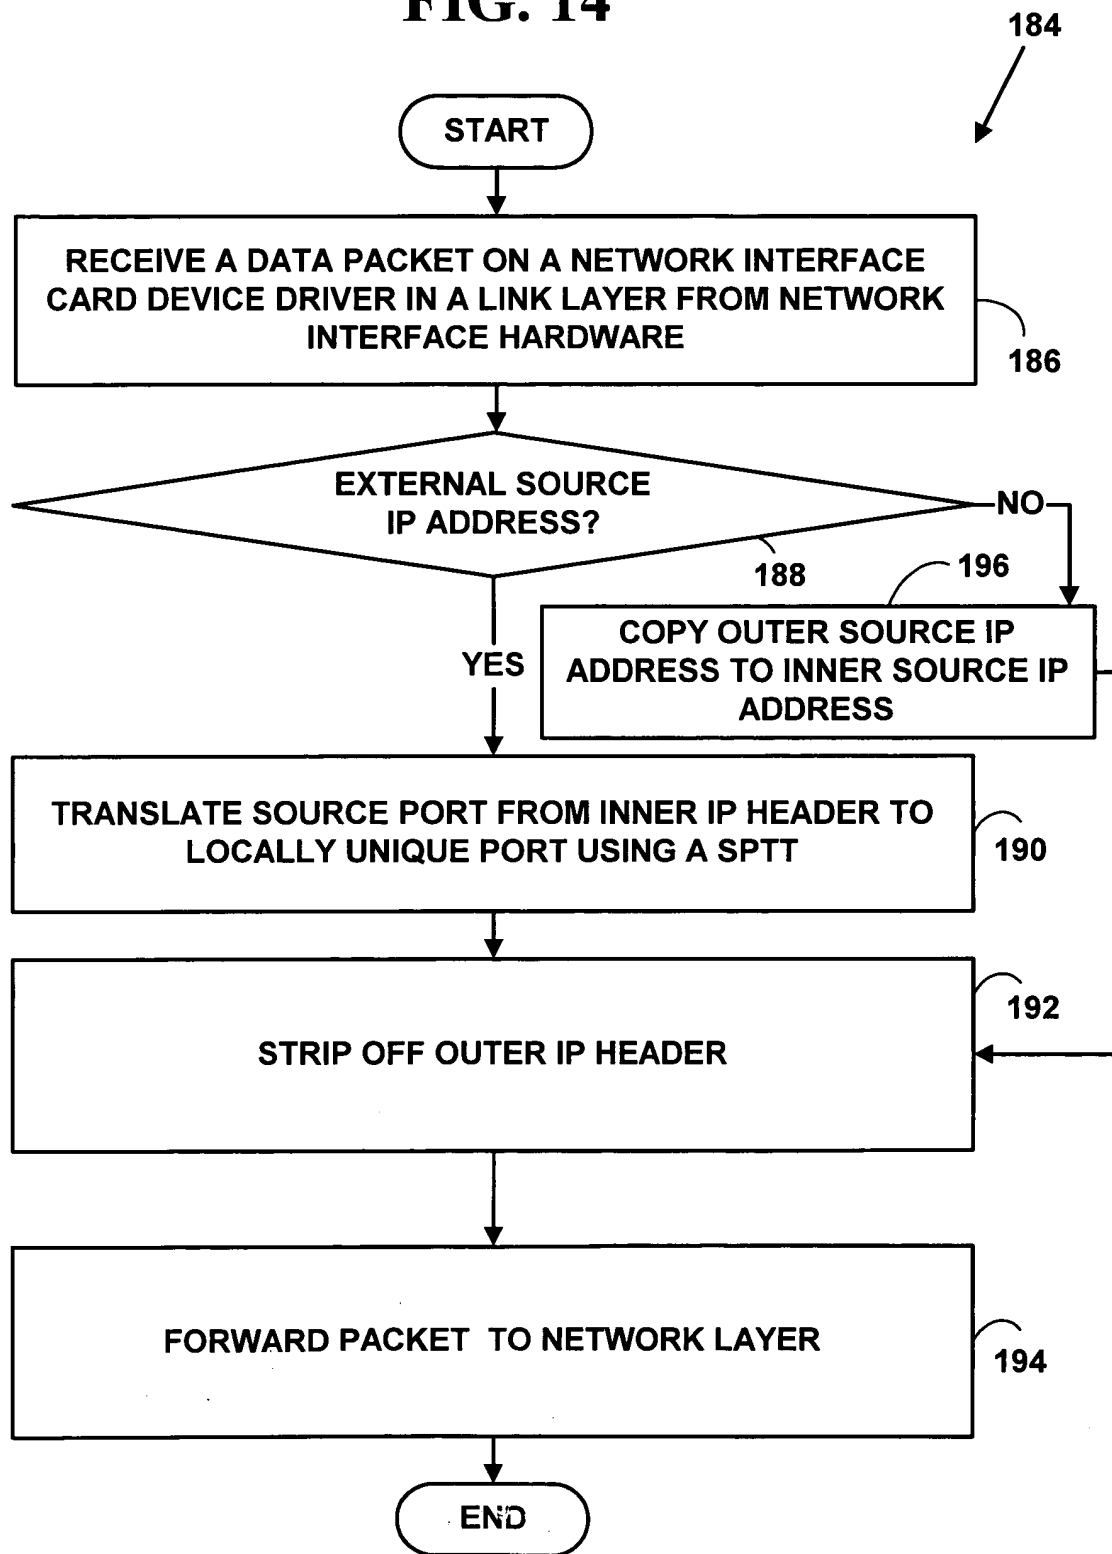 FIG. 14
184
START
RECEIVE A DATA PACKET ON A NETWORK INTERFACE
CARD DEVICE DRIVER IN A LINK LAYER FROM NETWORK
INTERFACE HARDWARE
186
EXTERNAL SOURCE
IP ADDRESS?
NO
188
196
COPY OUTER SOURCE IP
ADDRESS TO INNER SOURCE IP
ADDRESS
YES
TRANSLATE SOURCE PORT FROM INNER IP HEADER TO
LOCALLY UNIQUE PORT USING A SPTT
190
192
STRIP OFF OUTER IP HEADER
FORWARD PACKET TO NETWORK LAYER
194
END